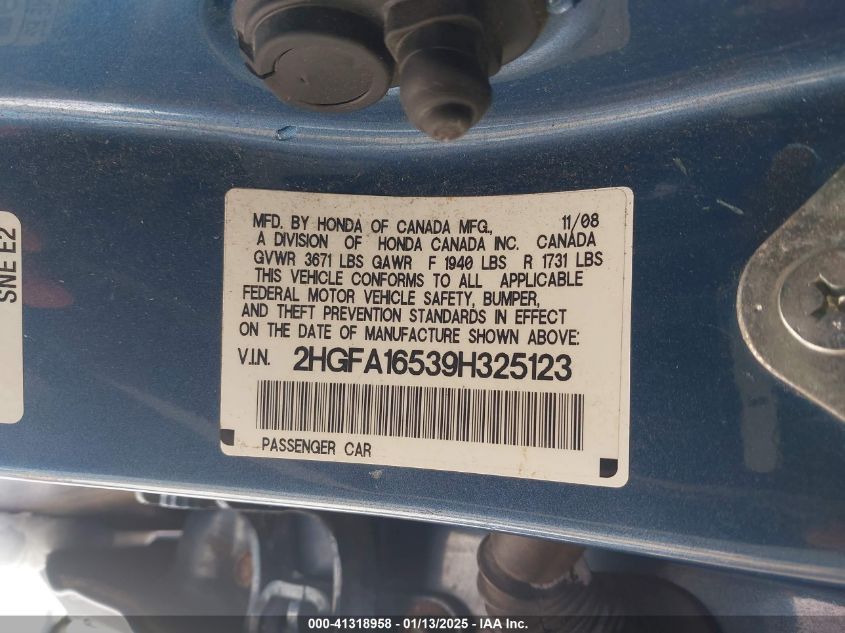 MFD. BY HONDA OF CANADA MFG., 11/08
A DIVISION OF HONDA CANADA INC. CANADA
GVWR 3671 LBS GAWR F 1940 LBS R 1731 LBS
THIS VEHICLE CONFORMS TO ALL APPLICABLE
FEDERAL MOTOR VEHICLE SAFETY, BUMPER,
AND THEFT PREVENTION STANDARDS IN EFFECT
ON THE DATE OF MANUFACTURE SHOWN ABOVE:
V.I.N. 2HGFA16539H325123
PASSENGER CAR
SNE E2
000-41318958 - 01/13/2025 - IAA Inc.